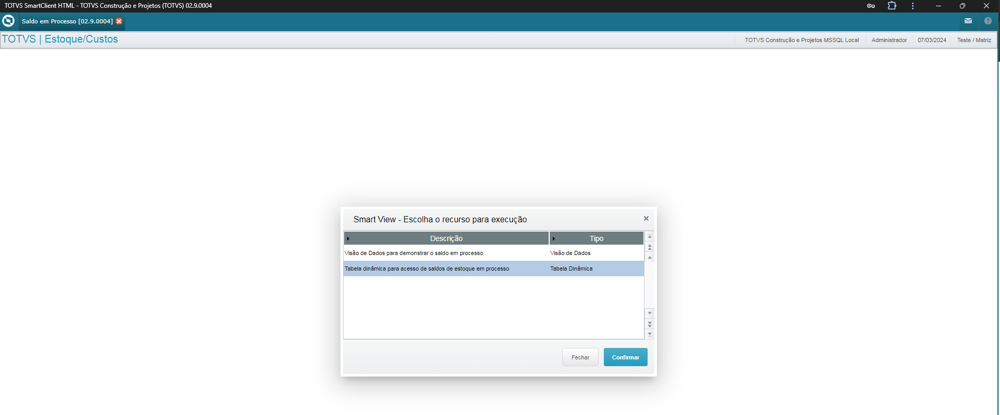 TOTVS SmartClient HTML - TOTVS Construção e Projetos (TOTVS) 02.9.0004
Saldo em Processo [02.9.0004]
TOTVS | Estoque/Custos
TOTVS Construção e Projetos MSSQL Local
Administrador
07/03/2024
Teste / Matriz
Smart View - Escolha o recurso para execução
Descrição
Tipo
Visão de Dados para demonstrar o saldo em processo.
Visão de Dados
Tabela dinâmica para acesso de saldos de estoque em processo
Tabela Dinâmica
Fechar
Confirmar